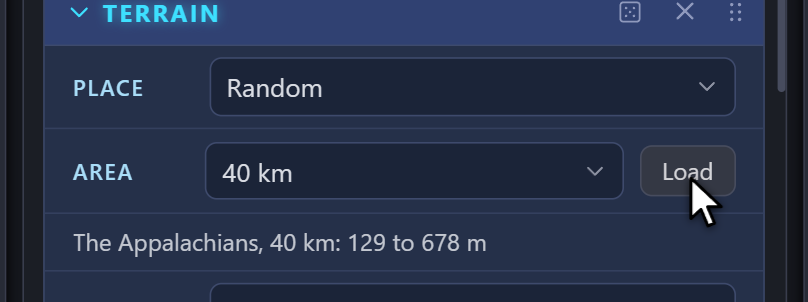 TERRAIN
PLACE Random
AREA 40 km Load
The Appalachians, 40 km: 129 to 678 m